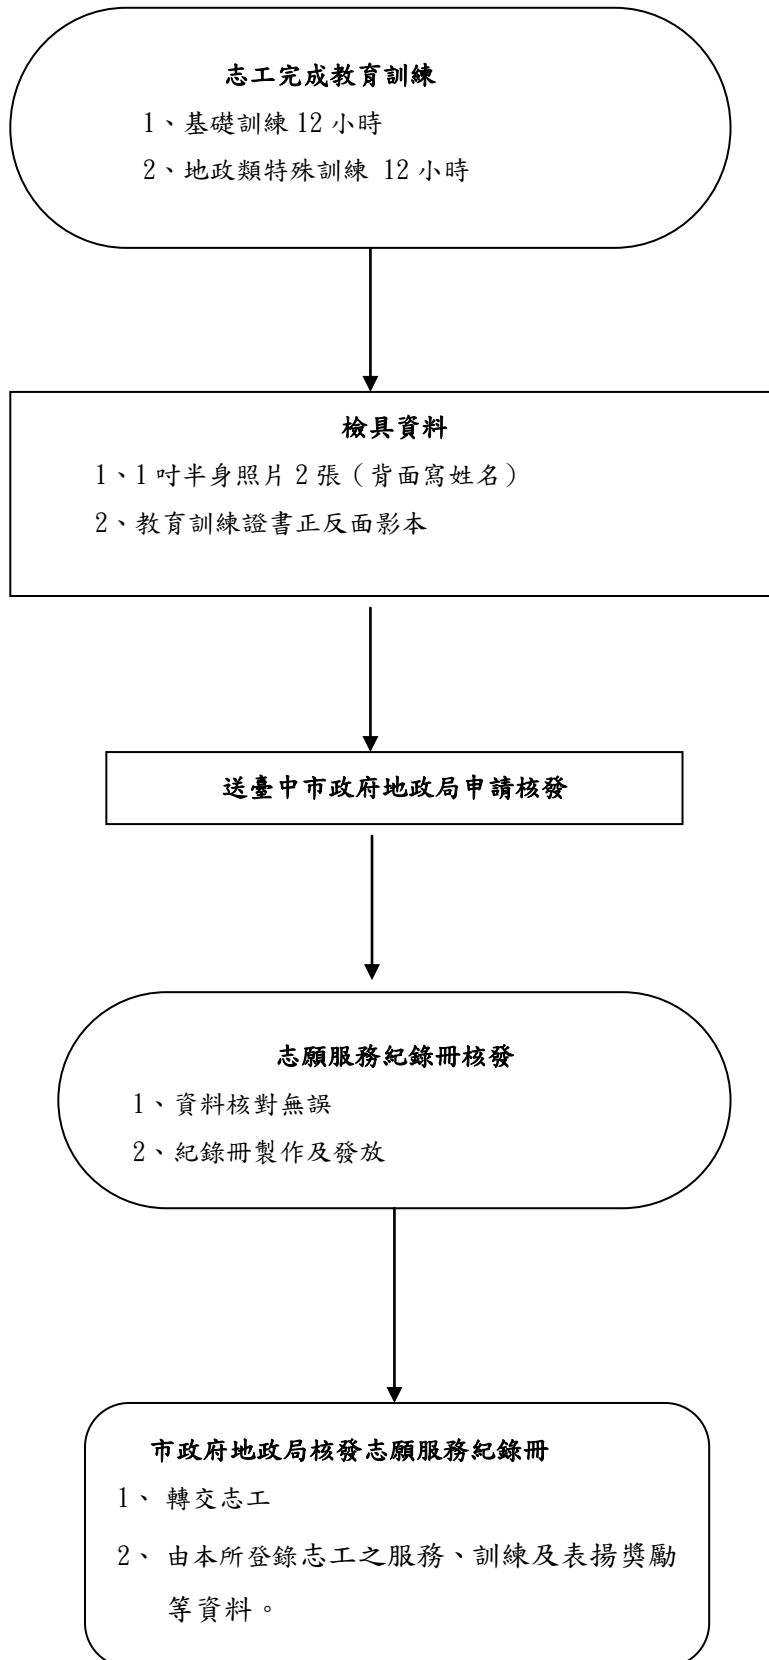 志工完成教育訓練
1、基礎訓練 12 小時
2、地政類特殊訓練 12 小時
檢具資料
1、1 吋半身照片 2 張（背面寫姓名）
2、教育訓練證書正反面影本
送臺中市政府地政局申請核發
志願服務紀錄冊核發
1、資料核對無誤
2、紀錄冊製作及發放
市政府地政局核發志願服務紀錄冊
1、 轉交志工
2、 由本所登錄志工之服務、訓練及表揚獎勵
等資料。